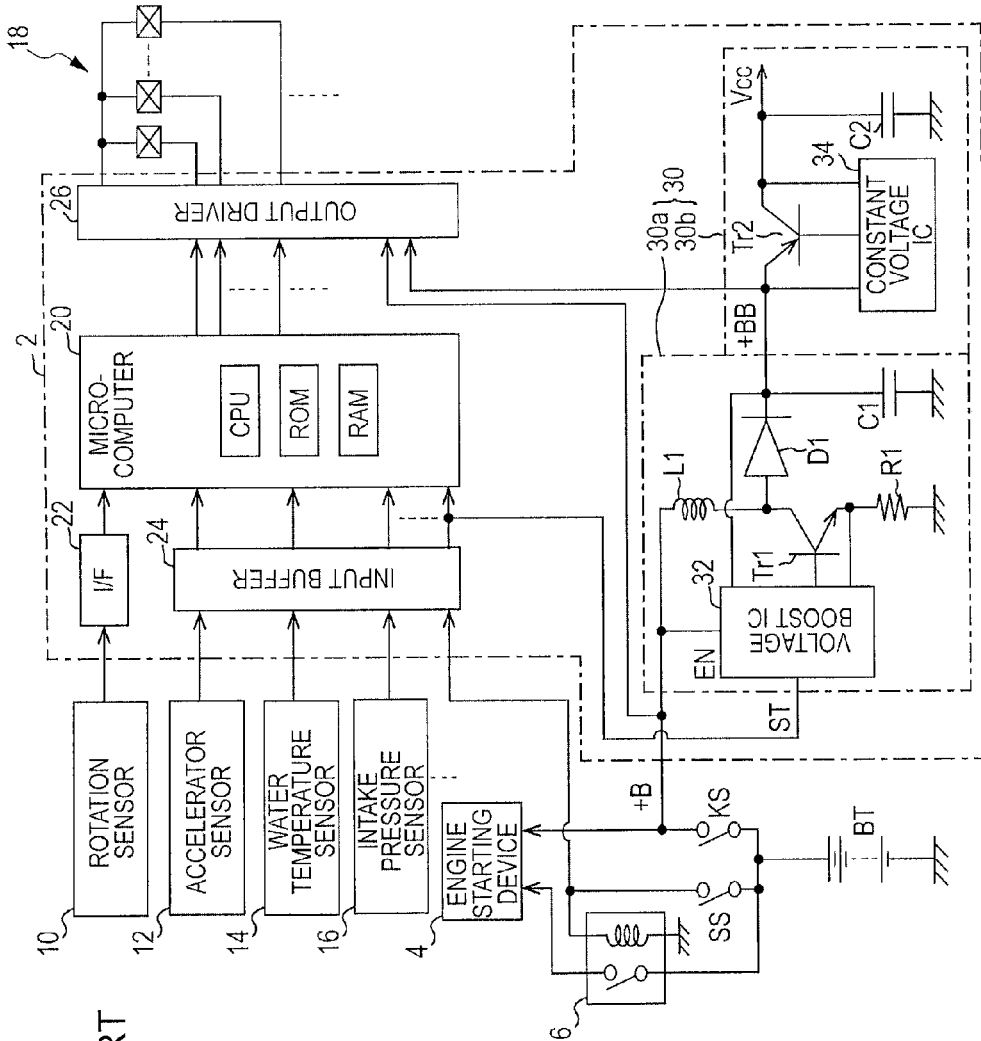 18
2
26
OUTPUT DRIVER
20
MICRO-
COMPUTER
CPU
ROM
RAM
22
I/F
24
INPUT BUFFER
10
ROTATION
SENSOR
12
ACCELERATOR
SENSOR
14
WATER
TEMPERATURE
SENSOR
16
INTAKE
PRESSURE
SENSOR
4
ENGINE
STARTING
DEVICE
6
SS
KS
BT
+B
ST
EN
32
VOLTAGE
BOOST IC
Tr1
L1
R1
D1
C1
+BB
30a
30b
30
Tr2
34
CONSTANT
VOLTAGE
IC
C2
Vcc
RT